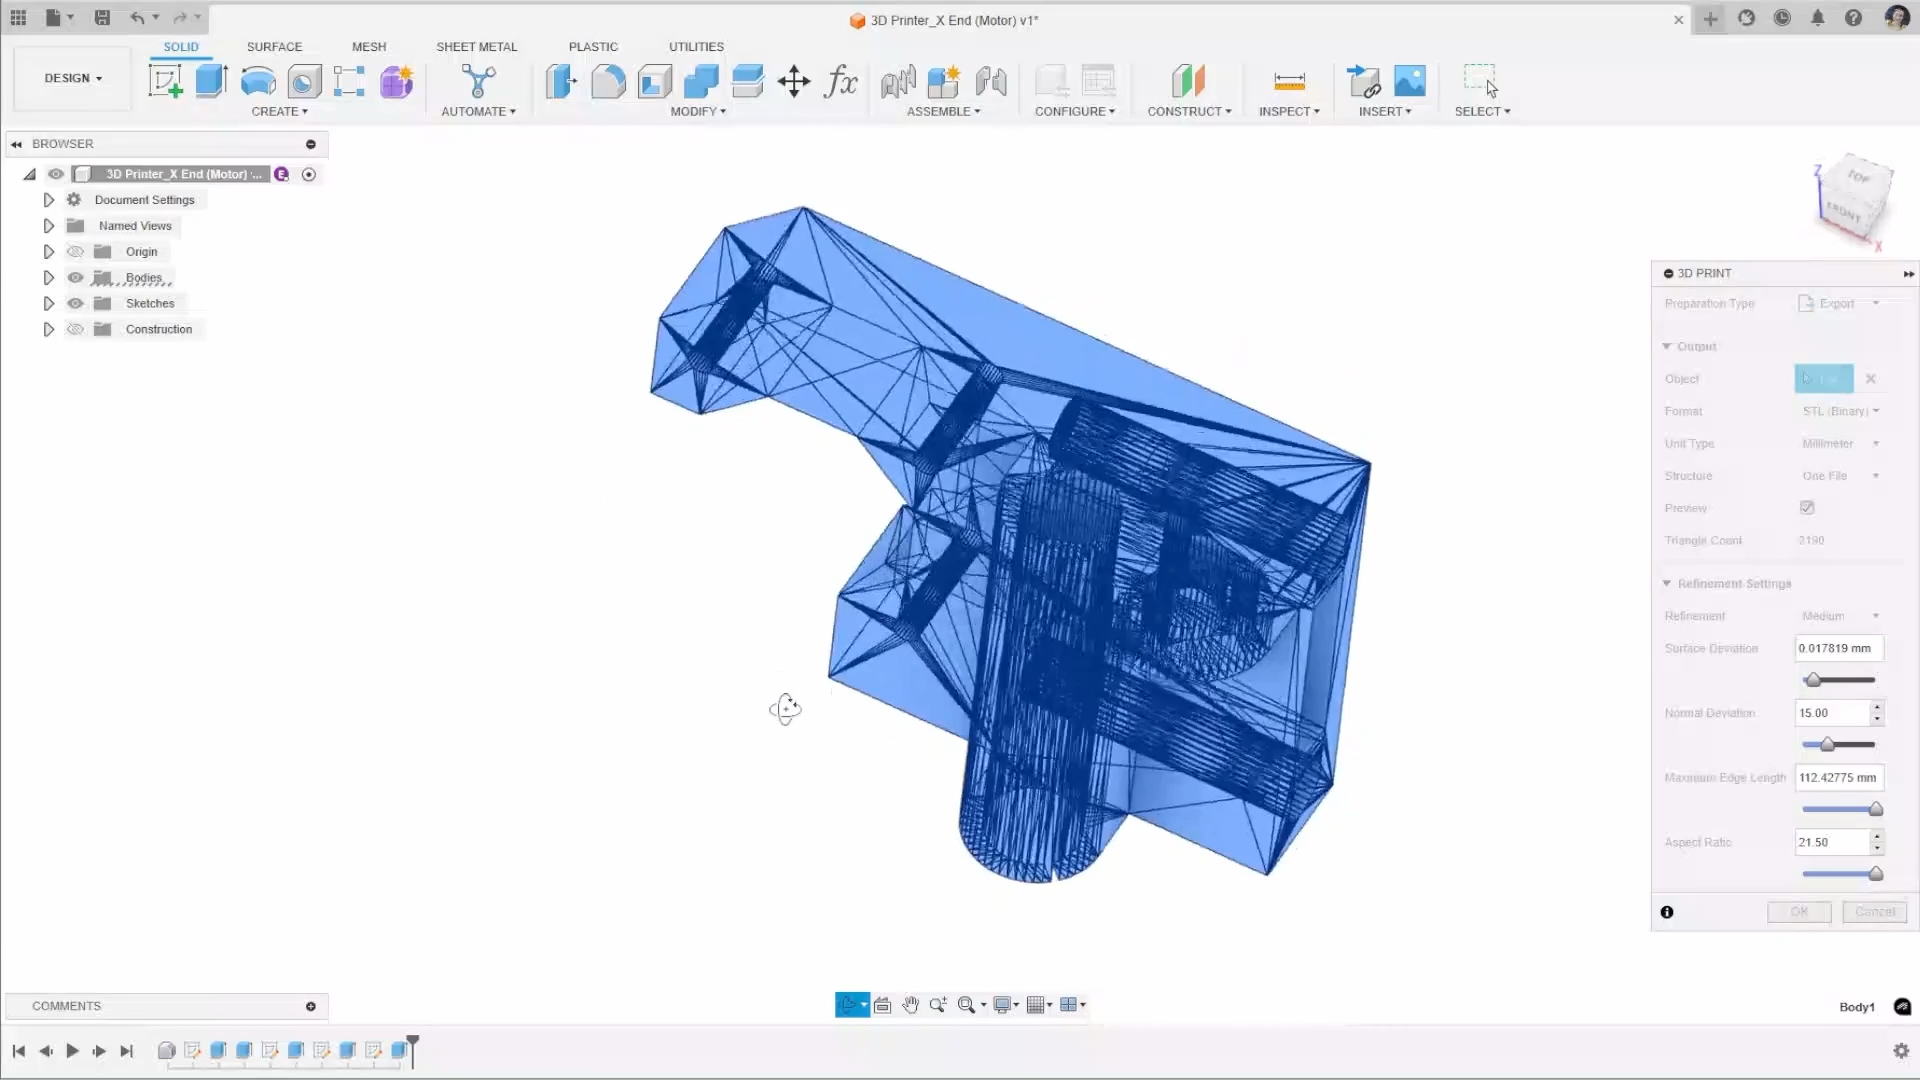 3D Printer_X End (Motor) v1*
SOLID
SURFACE
MESH
SHEET METAL
PLASTIC
UTILITIES
DESIGN
CREATE
AUTOMATE
fx
MODIFY
ASSEMBLE
CONFIGURE
CONSTRUCT
INSPECT
INSERT
SELECT
BROWSER
3D Printer_X End (Motor) ...
E
Document Settings
Named Views
Origin
Bodies
Sketches
Construction
Z
TOP
FRONT
X
3D PRINT
Preparation Type
Export
Output
Object
Format
STL (Binary)
Unit Type
Millimeter
Structure
One File
Preview
Triangle Count
2190
Refinement Settings
Refinement
Medium
Surface Deviation
0.017819 mm
Normal Deviation
15.00
Maximum Edge Length
112.42775 mm
Aspect Ratio
21.50
OK
Cancel
COMMENTS
Body1